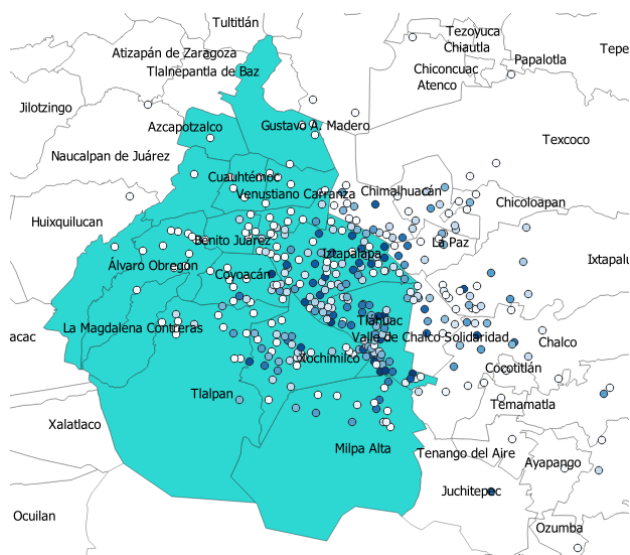 Tultitlán
Tezoyuca
Chiautla
Atizapán de Zaragoza
Papalotla
Tepe
Tlalnepantla de Baz
Chiconcuac
Atenco
Jilotzingo
Azcapotzalco
Gustavo A. Madero
Texcoco
Naucalpan de Juárez
Cuauhtémoc
Venustiano Carranza
Chimalhuacán
Chicoloapan
Huixquilucan
Benito Juárez
La Paz
Iztapalapa
Ixtapalu
Álvaro Obregón
Coyoacán
Tláhuac
La Magdalena Contreras
acac
Valle de Chalco Solidaridad
Chalco
Xochimilco
Cocotitlán
Tlalpan
Temamatla
Xalatlaco
Milpa Alta
Tenango del Aire
Ayapango
Juchitepec
Ocuilan
Ozumba